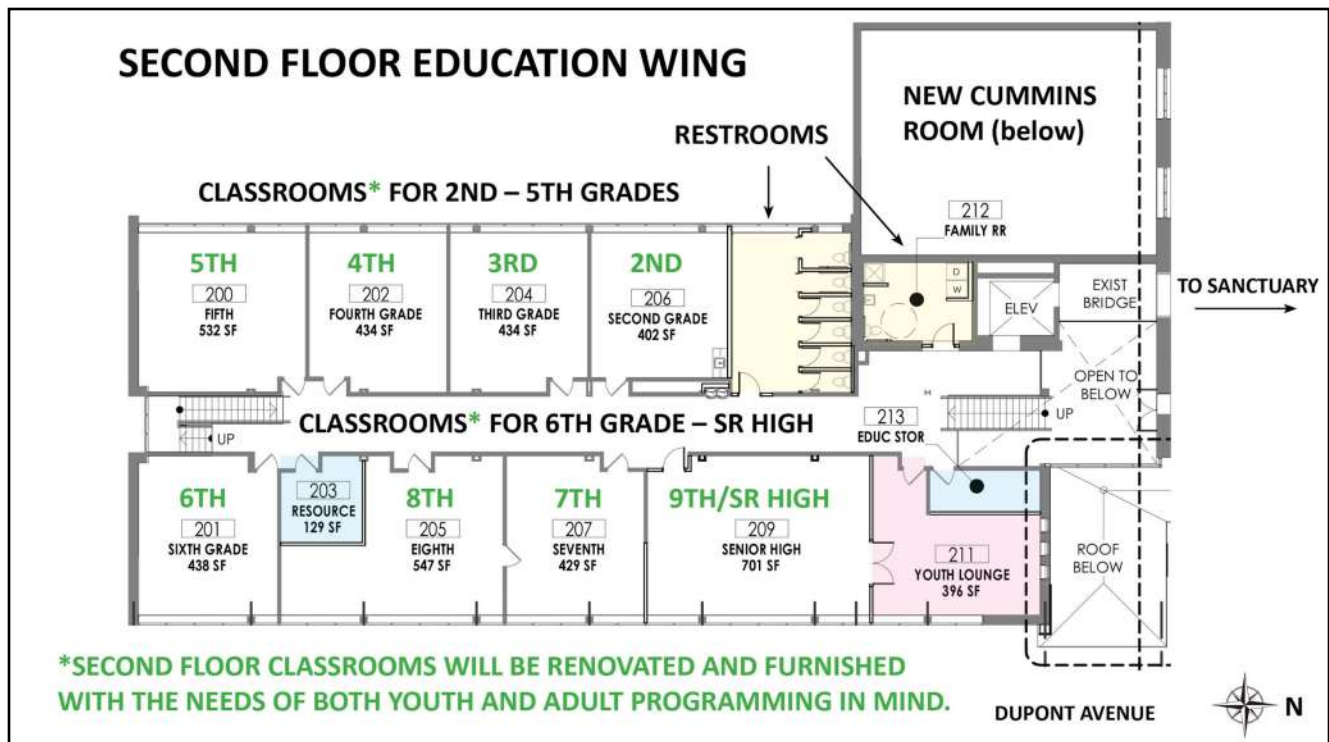 SECOND FLOOR EDUCATION WING
NEW CUMMINS
ROOM (below)
RESTROOMS
CLASSROOMS* FOR 2ND – 5TH GRADES
212
FAMILY RR
5TH
200
FIFTH
532 SF
4TH
202
FOURTH GRADE
434 SF
3RD
204
THIRD GRADE
434 SF
2ND
206
SECOND GRADE
402 SF
D
W
ELEV
EXIST
BRIDGE
TO SANCTUARY
OPEN TO
BELOW
UP
UP
CLASSROOMS* FOR 6TH GRADE – SR HIGH
213
EDUC STOR
6TH
201
SIXTH GRADE
438 SF
203
RESOURCE
129 SF
8TH
205
EIGHTH
547 SF
7TH
207
SEVENTH
429 SF
9TH/SR HIGH
209
SENIOR HIGH
701 SF
211
YOUTH LOUNGE
396 SF
ROOF
BELOW
*SECOND FLOOR CLASSROOMS WILL BE RENOVATED AND FURNISHED
WITH THE NEEDS OF BOTH YOUTH AND ADULT PROGRAMMING IN MIND.
DUPONT AVENUE
N